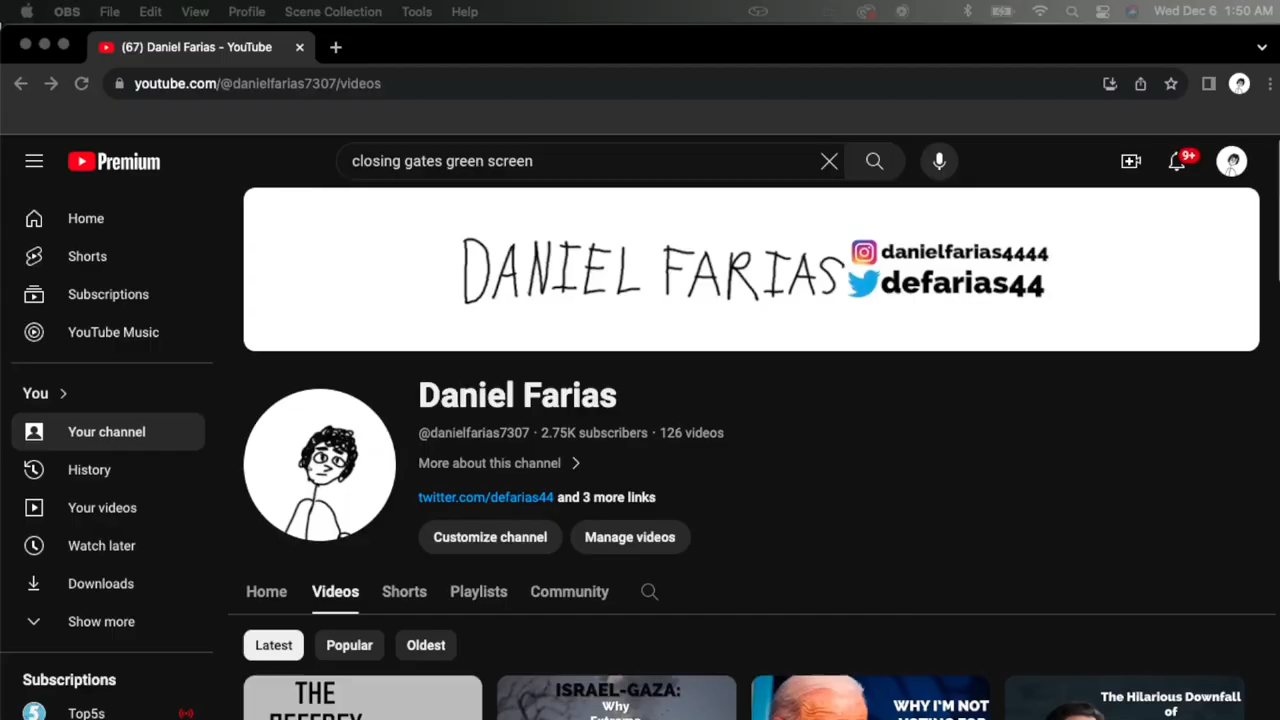 OBS File Edit View Profile Scene Collection Tools Help Wed Dec 6 1:50 AM
(67) Daniel Farias - YouTube
youtube.com/@danielfarias7307/videos
Premium closing gates green screen 9+
DANIEL FARIAS
danielfarias4444
defarias44
Home
Shorts
Subscriptions
YouTube Music
You
Your channel
History
Your videos
Watch later
Downloads
Show more
Subscriptions
Top5s
Daniel Farias
@danielfarias7307 · 2.75K subscribers · 126 videos
More about this channel
twitter.com/defarias44 and 3 more links
Customize channel Manage videos
Home Videos Shorts Playlists Community
Latest Popular Oldest
THE
JEFFREY
ISRAEL-GAZA:
Why
Extreme
WHY I'M NOT
VOTING FOR
The Hilarious Downfall
of